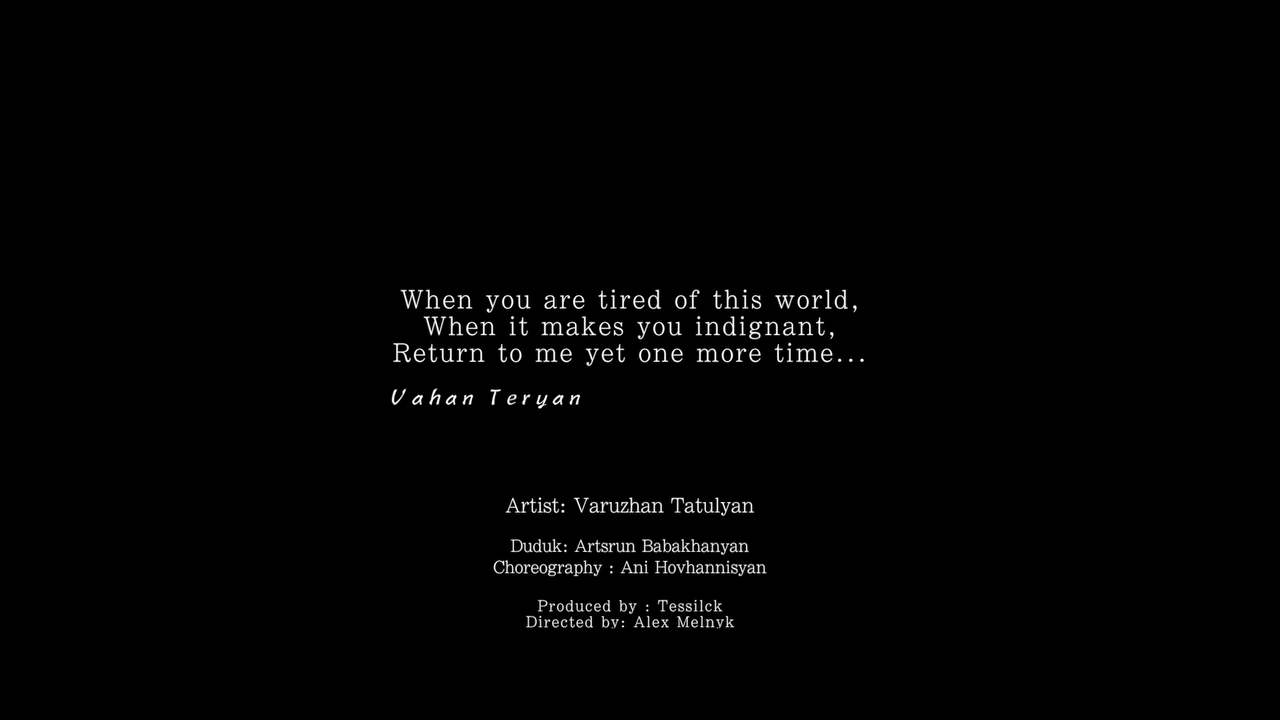 When you are tired of this world,
When it makes you indignant,
Return to me yet one more time...
Vahan Teryan
Artist: Varuzhan Tatulyan
Duduk: Artsrun Babakhanyan
Choreography : Ani Hovhannisyan
Produced by : Tessilck
Directed by: Alex Melnyk